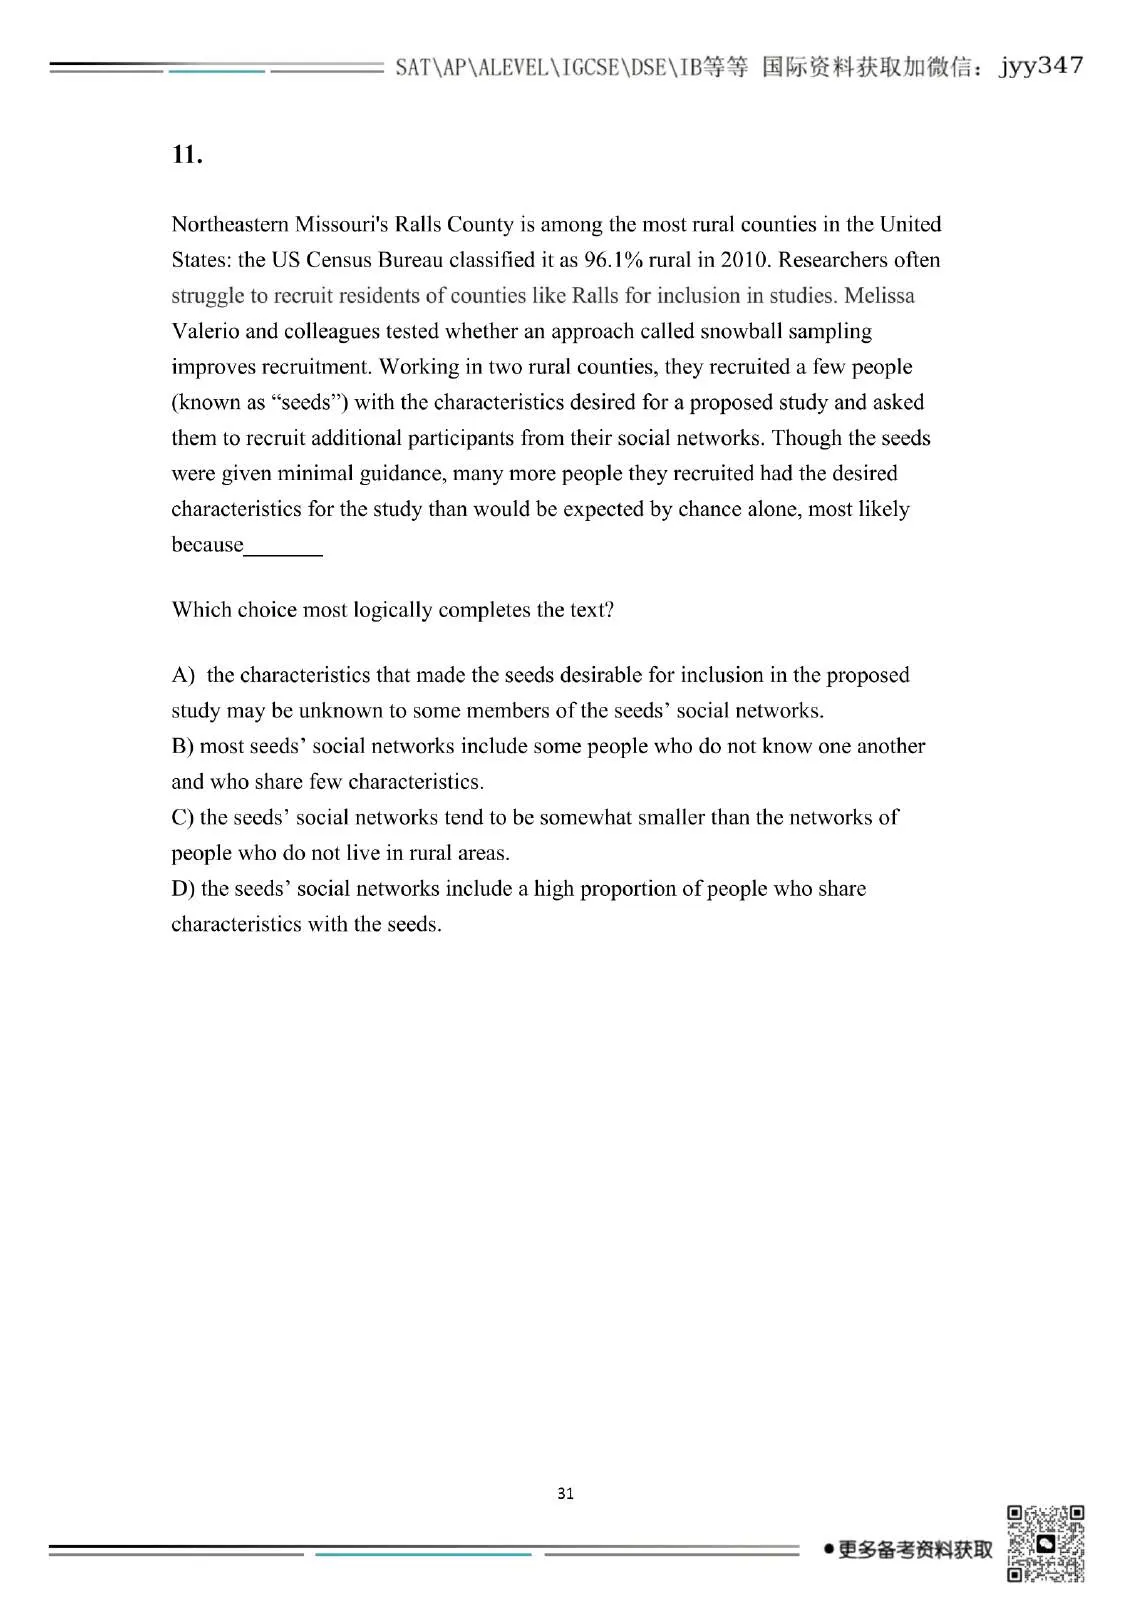 SAT\AP\ALEVEL\IGCSE\DSE\IB等等 国际资料获取加微信：jyy347
11.
Northeastern Missouri's Ralls County is among the most rural counties in the United
States: the US Census Bureau classified it as 96.1% rural in 2010. Researchers often
struggle to recruit residents of counties like Ralls for inclusion in studies. Melissa
Valerio and colleagues tested whether an approach called snowball sampling
improves recruitment. Working in two rural counties, they recruited a few people
(known as “seeds”) with the characteristics desired for a proposed study and asked
them to recruit additional participants from their social networks. Though the seeds
were given minimal guidance, many more people they recruited had the desired
characteristics for the study than would be expected by chance alone, most likely
because_______
Which choice most logically completes the text?
A) the characteristics that made the seeds desirable for inclusion in the proposed
study may be unknown to some members of the seeds’ social networks.
B) most seeds’ social networks include some people who do not know one another
and who share few characteristics.
C) the seeds’ social networks tend to be somewhat smaller than the networks of
people who do not live in rural areas.
D) the seeds’ social networks include a high proportion of people who share
characteristics with the seeds.
31
●更多备考资料获取